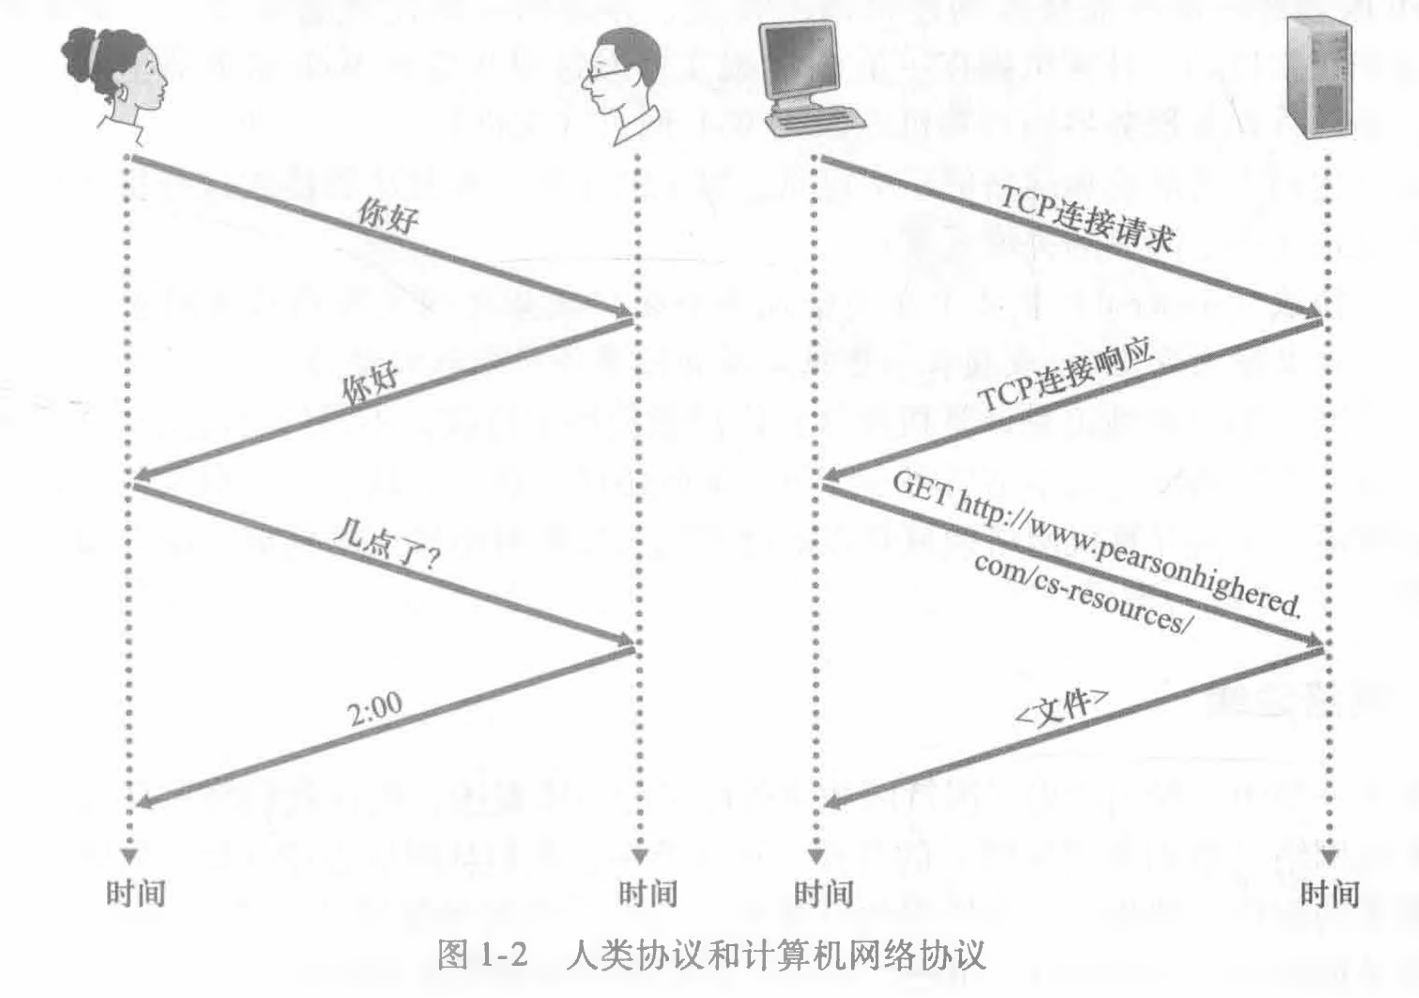 你好
你好
几点了?
2:00
时间
时间
TCP连接请求
TCP连接响应
GET http://www.pearsonhighered.
com/cs-resources/
<文件>
时间
时间
图 1-2 人类协议和计算机网络协议